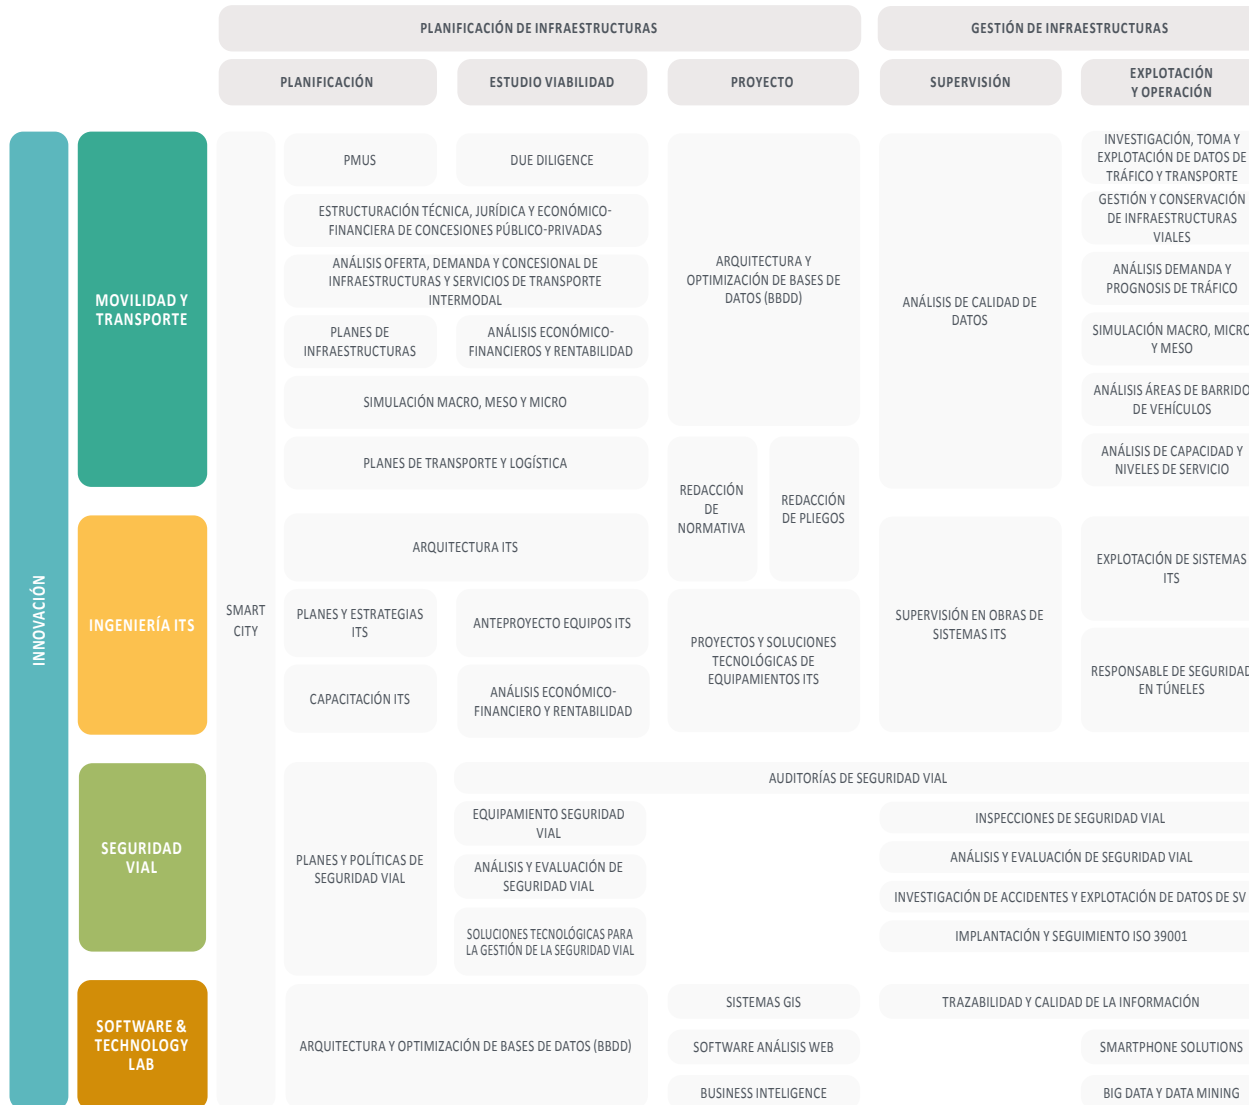 PLANIFICACIÓN DE INFRAESTRUCTURAS
GESTIÓN DE INFRAESTRUCTURAS
PLANIFICACIÓN
ESTUDIO VIABILIDAD
PROYECTO
SUPERVISIÓN
EXPLOTACIÓN
Y OPERACIÓN
INNOVACIÓN
SMART
CITY
MOVILIDAD Y
TRANSPORTE
PMUS
DUE DILIGENCE
ESTRUCTURACIÓN TÉCNICA, JURÍDICA Y ECONÓMICO-
FINANCIERA DE CONCESIONES PÚBLICO-PRIVADAS
ANÁLISIS OFERTA, DEMANDA Y CONCESIONAL DE
INFRAESTRUCTURAS Y SERVICIOS DE TRANSPORTE
INTERMODAL
PLANES DE
INFRAESTRUCTURAS
ANÁLISIS ECONÓMICO-
FINANCIEROS Y RENTABILIDAD
SIMULACIÓN MACRO, MESO Y MICRO
PLANES DE TRANSPORTE Y LOGÍSTICA
ARQUITECTURA Y
OPTIMIZACIÓN DE BASES DE
DATOS (BBDD)
REDACCIÓN
DE
NORMATIVA
REDACCIÓN
DE PLIEGOS
ANÁLISIS DE CALIDAD DE
DATOS
INVESTIGACIÓN, TOMA Y
EXPLOTACIÓN DE DATOS DE
TRÁFICO Y TRANSPORTE
GESTIÓN Y CONSERVACIÓN
DE INFRAESTRUCTURAS
VIALES
ANÁLISIS DEMANDA Y
PROGNOSIS DE TRÁFICO
SIMULACIÓN MACRO, MICRO
Y MESO
ANÁLISIS ÁREAS DE BARRIDO
DE VEHÍCULOS
ANÁLISIS DE CAPACIDAD Y
NIVELES DE SERVICIO
INGENIERÍA ITS
ARQUITECTURA ITS
PLANES Y ESTRATEGIAS
ITS
ANTEPROYECTO EQUIPOS ITS
CAPACITACIÓN ITS
ANÁLISIS ECONÓMICO-
FINANCIERO Y RENTABILIDAD
PROYECTOS Y SOLUCIONES
TECNOLÓGICAS DE
EQUIPAMIENTOS ITS
SUPERVISIÓN EN OBRAS DE
SISTEMAS ITS
EXPLOTACIÓN DE SISTEMAS
ITS
RESPONSABLE DE SEGURIDAD
EN TÚNELES
SEGURIDAD
VIAL
PLANES Y POLÍTICAS DE
SEGURIDAD VIAL
AUDITORÍAS DE SEGURIDAD VIAL
EQUIPAMIENTO SEGURIDAD
VIAL
ANÁLISIS Y EVALUACIÓN DE
SEGURIDAD VIAL
SOLUCIONES TECNOLÓGICAS PARA
LA GESTIÓN DE LA SEGURIDAD VIAL
INSPECCIONES DE SEGURIDAD VIAL
ANÁLISIS Y EVALUACIÓN DE SEGURIDAD VIAL
INVESTIGACIÓN DE ACCIDENTES Y EXPLOTACIÓN DE DATOS DE SV
IMPLANTACIÓN Y SEGUIMIENTO ISO 39001
SOFTWARE &
TECHNOLOGY
LAB
ARQUITECTURA Y OPTIMIZACIÓN DE BASES DE DATOS (BBDD)
SISTEMAS GIS
SOFTWARE ANÁLISIS WEB
BUSINESS INTELIGENCE
TRAZABILIDAD Y CALIDAD DE LA INFORMACIÓN
SMARTPHONE SOLUTIONS
BIG DATA Y DATA MINING